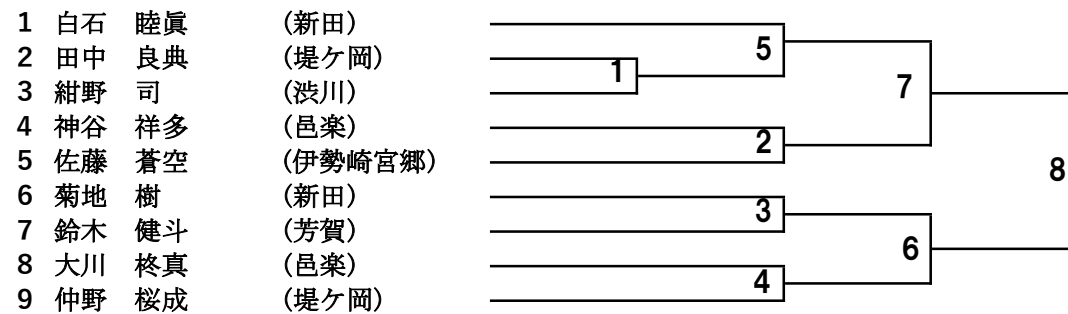 1 白石 睦眞 (新田)
2 田中 良典 (堤ケ岡)
3 紺野 司 (渋川)
4 神谷 祥多 (邑楽)
5 佐藤 蒼空 (伊勢崎宮郷)
6 菊地 樹 (新田)
7 鈴木 健斗 (芳賀)
8 大川 柊真 (邑楽)
9 仲野 桜成 (堤ケ岡)
5
1
7
2
8
3
6
4